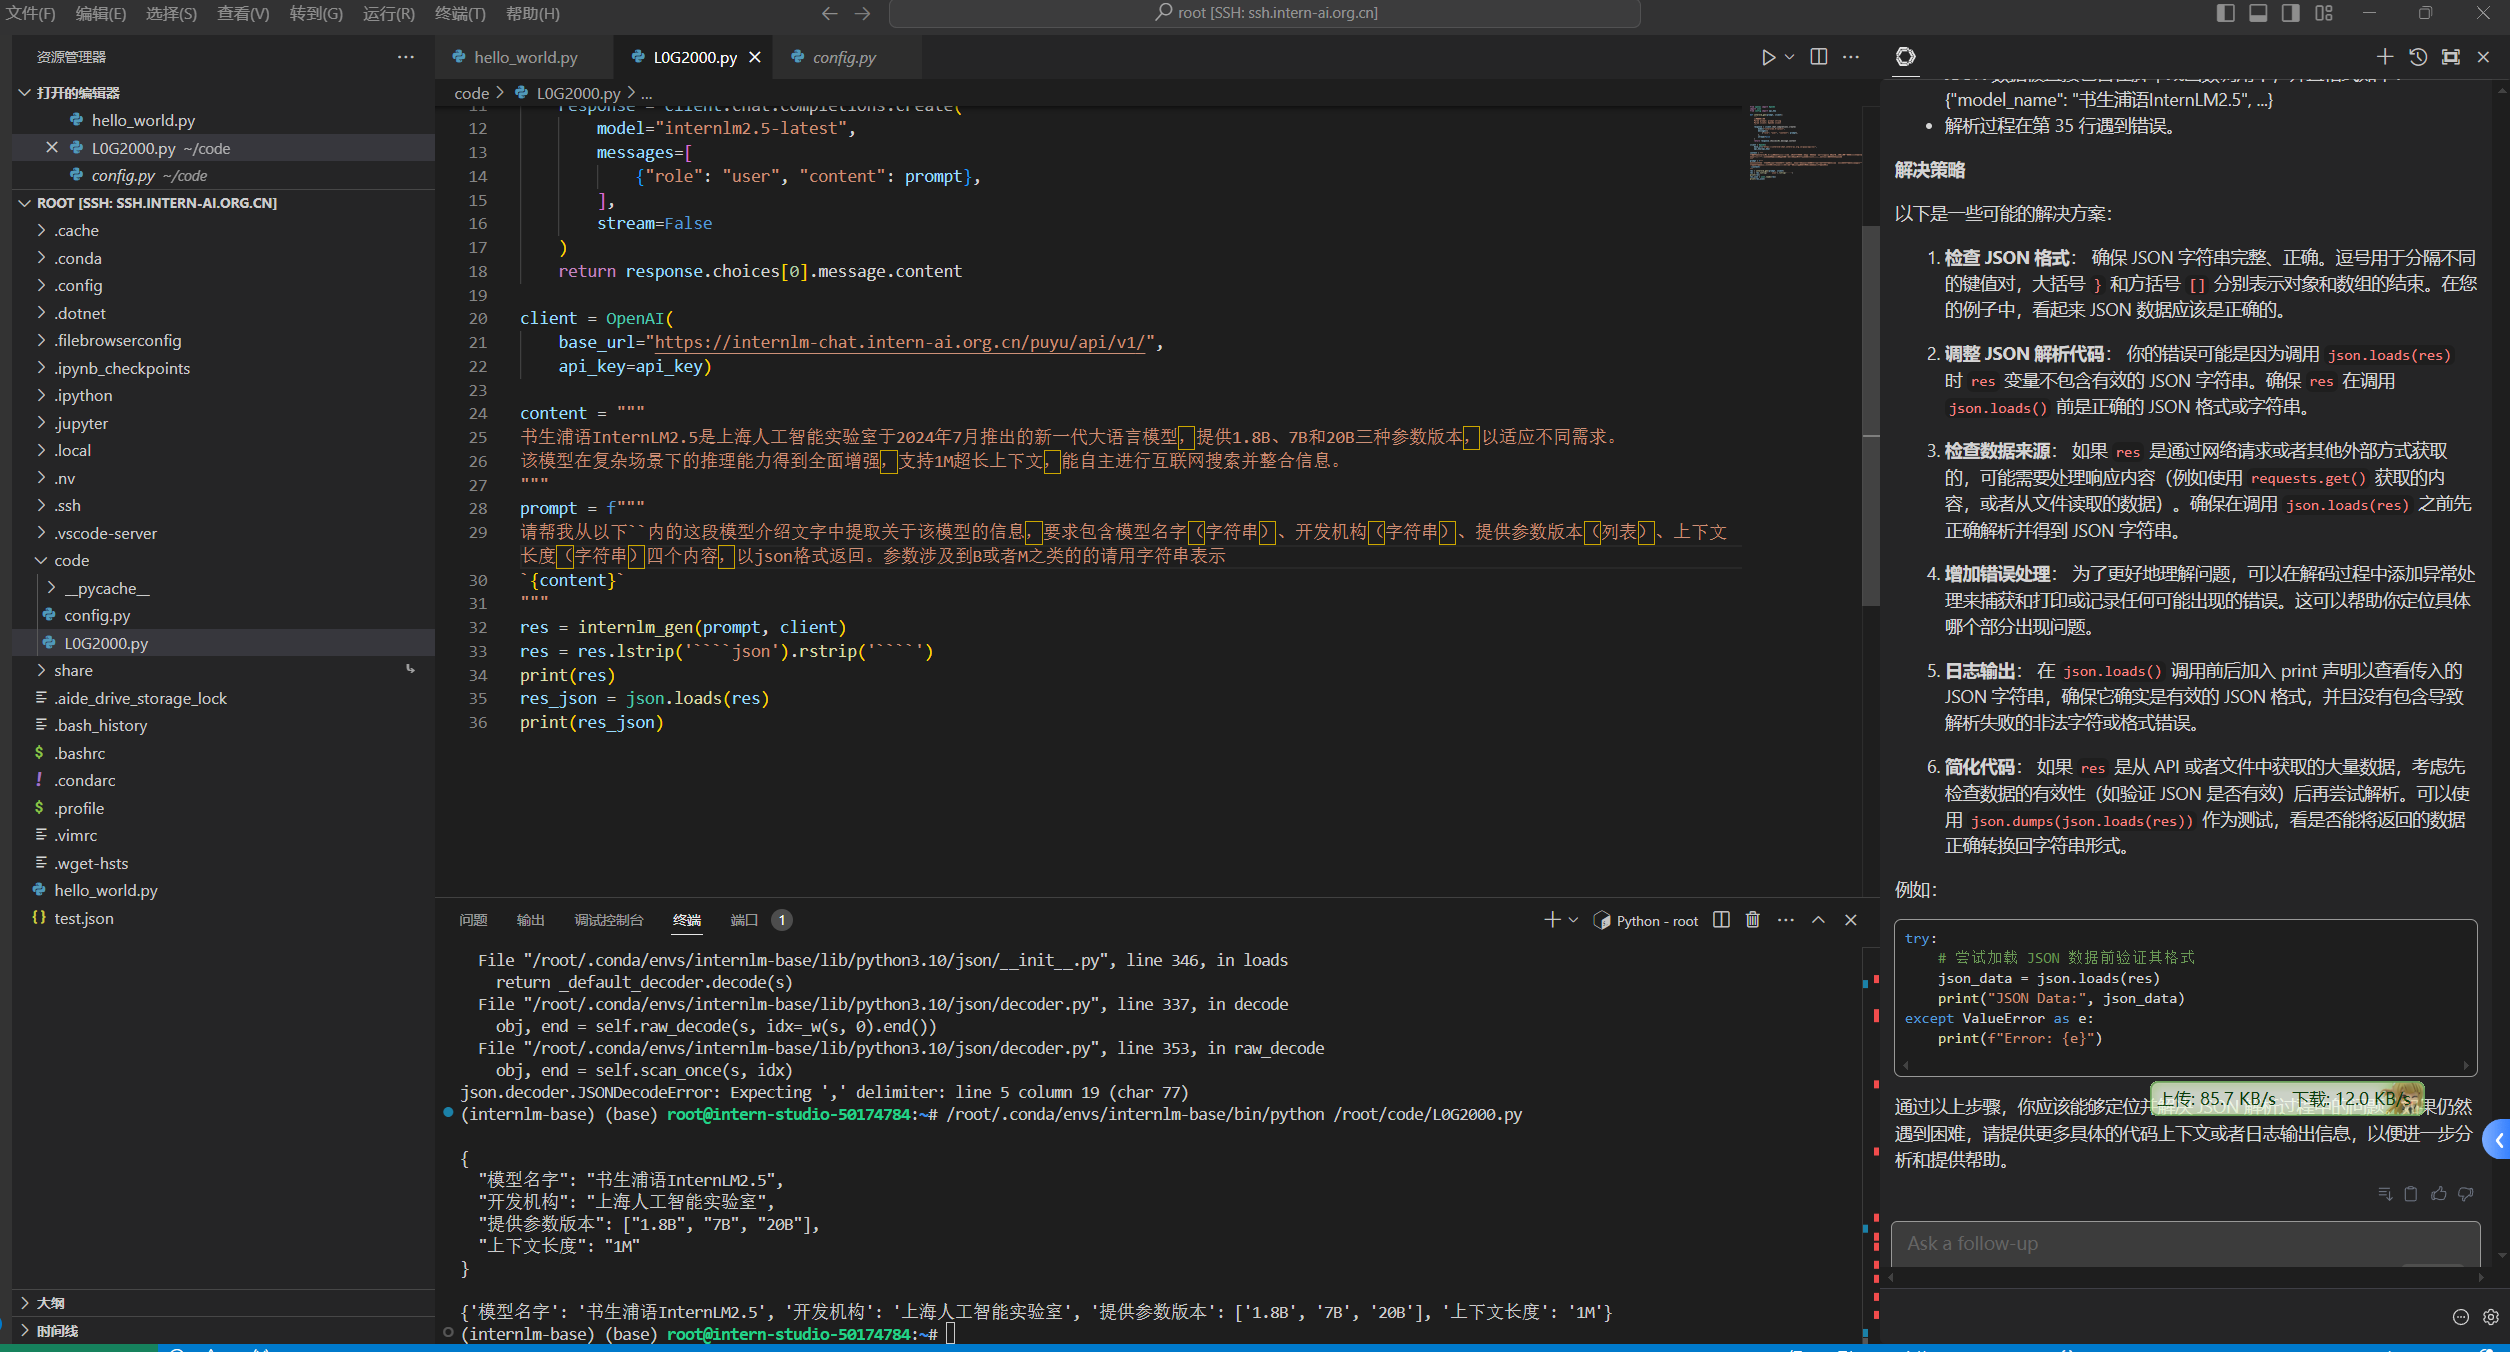 文件(F) 编辑(E) 选择(S) 查看(V) 转到(G) 运行(R) 终端(T) 帮助(H)
root [SSH: ssh.intern-ai.org.cn]
资源管理器
打开的编辑器
hello_world.py
L0G2000.py ~/code
config.py ~/code
ROOT [SSH: SSH.INTERN-AI.ORG.CN]
.cache
.conda
.config
.dotnet
.filebrowserconfig
.ipynb_checkpoints
.ipython
.jupyter
.local
.nv
.ssh
.vscode-server
code
__pycache__
config.py
L0G2000.py
share
.aide_drive_storage_lock
.bash_history
.bashrc
.condarc
.profile
.vimrc
.wget-hsts
hello_world.py
test.json
大纲
时间线
hello_world.py L0G2000.py config.py
code > L0G2000.py > ...
11 response = client.chat.completions.create(
12 model="internlm2.5-latest",
13 messages=[
14 {"role": "user", "content": prompt},
15 ],
16 stream=False
17 )
18 return response.choices[0].message.content
19
20 client = OpenAI(
21 base_url="https://internlm-chat.intern-ai.org.cn/puyu/api/v1/",
22 api_key=api_key)
23
24 content = """
25 书生浦语InternLM2.5是上海人工智能实验室于2024年7月推出的新一代大语言模型，提供1.8B、7B和20B三种参数版本，以适应不同需求。
26 该模型在复杂场景下的推理能力得到全面增强，支持1M超长上下文，能自主进行互联网搜索并整合信息。
27 """
28 prompt = f"""
29 请帮我从以下``内的这段模型介绍文字中提取关于该模型的信息，要求包含模型名字（字符串）、开发机构（字符串）、提供参数版本（列表）、上下文
长度（字符串）四个内容，以json格式返回。参数涉及到B或者M之类的的请用字符串表示
30 `{content}`
31 """
32 res = internlm_gen(prompt, client)
33 res = res.lstrip('````json').rstrip('````')
34 print(res)
35 res_json = json.loads(res)
36 print(res_json)
问题 输出 调试控制台 终端 端口 1
Python - root
File "/root/.conda/envs/internlm-base/lib/python3.10/json/__init__.py", line 346, in loads
return _default_decoder.decode(s)
File "/root/.conda/envs/internlm-base/lib/python3.10/json/decoder.py", line 337, in decode
obj, end = self.raw_decode(s, idx=_w(s, 0).end())
File "/root/.conda/envs/internlm-base/lib/python3.10/json/decoder.py", line 353, in raw_decode
obj, end = self.scan_once(s, idx)
json.decoder.JSONDecodeError: Expecting ',' delimiter: line 5 column 19 (char 77)
(internlm-base) (base) root@intern-studio-50174784:~# /root/.conda/envs/internlm-base/bin/python /root/code/L0G2000.py
{
"模型名字": "书生浦语InternLM2.5",
"开发机构": "上海人工智能实验室",
"提供参数版本": ["1.8B", "7B", "20B"],
"上下文长度": "1M"
}
{'模型名字': '书生浦语InternLM2.5', '开发机构': '上海人工智能实验室', '提供参数版本': ['1.8B', '7B', '20B'], '上下文长度': '1M'}
(internlm-base) (base) root@intern-studio-50174784:~#
{"model_name": "书生浦语InternLM2.5", ...}
• 解析过程在第 35 行遇到错误。
解决策略
以下是一些可能的解决方案：
1. 检查 JSON 格式： 确保 JSON 字符串完整、正确。逗号用于分隔不同
的键值对，大括号 } 和方括号 [] 分别表示对象和数组的结束。在您
的例子中，看起来 JSON 数据应该是正确的。
2. 调整 JSON 解析代码： 你的错误可能是因为调用 json.loads(res)
时 res 变量不包含有效的 JSON 字符串。确保 res 在调用
json.loads() 前是正确的 JSON 格式或字符串。
3. 检查数据来源： 如果 res 是通过网络请求或者其他外部方式获取
的，可能需要处理响应内容（例如使用 requests.get() 获取的内
容，或者从文件读取的数据）。确保在调用 json.loads(res) 之前先
正确解析并得到 JSON 字符串。
4. 增加错误处理： 为了更好地理解问题，可以在解码过程中添加异常处
理来捕获和打印或记录任何可能出现的错误。这可以帮助你定位具体
哪个部分出现问题。
5. 日志输出： 在 json.loads() 调用前后加入 print 声明以查看传入的
JSON 字符串，确保它确实是有效的 JSON 格式，并且没有包含导致
解析失败的非法字符或格式错误。
6. 简化代码： 如果 res 是从 API 或者文件中获取的大量数据，考虑先
检查数据的有效性（如验证 JSON 是否有效）后再尝试解析。可以使
用 json.dumps(json.loads(res)) 作为测试，看是否能将返回的数据
正确转换回字符串形式。
例如：
try:
# 尝试加载 JSON 数据前验证其格式
json_data = json.loads(res)
print("JSON Data:", json_data)
except ValueError as e:
print(f"Error: {e}")
上传: 85.7 KB/s 下载: 12.0 KB/s
通过以上步骤，你应该能够定位并解决 JSON 解析过程中的问题 果仍然
遇到困难，请提供更多具体的代码上下文或者日志输出信息，以便进一步分
析和提供帮助。
Ask a follow-up